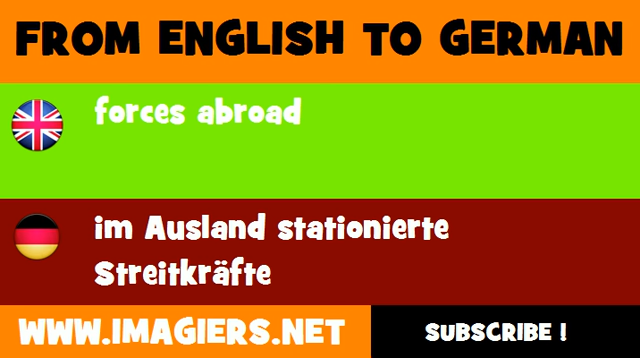 FROM ENGLISH TO GERMAN
forces abroad
im Ausland stationierte
Streitkräfte
WWW.IMAGIERS.NET
SUBSCRIBE !